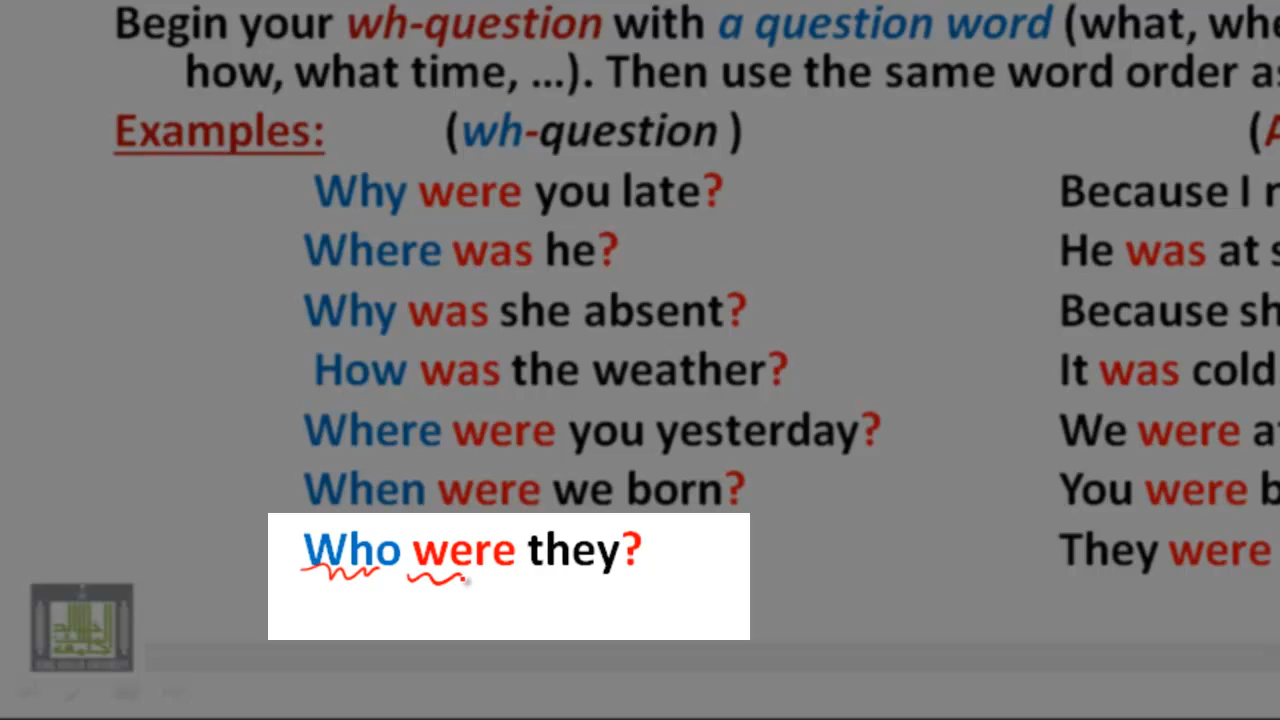 Begin your wh-question with a question word (what,
how, what time, ...). Then use the same word order
Examples: (wh-question )
Why were you late? Because I
Where was he? He was at
Why was she absent? Because
How was the weather? It was cold
Where were you yesterday? We were
When were we born? You were
Who were they? They were